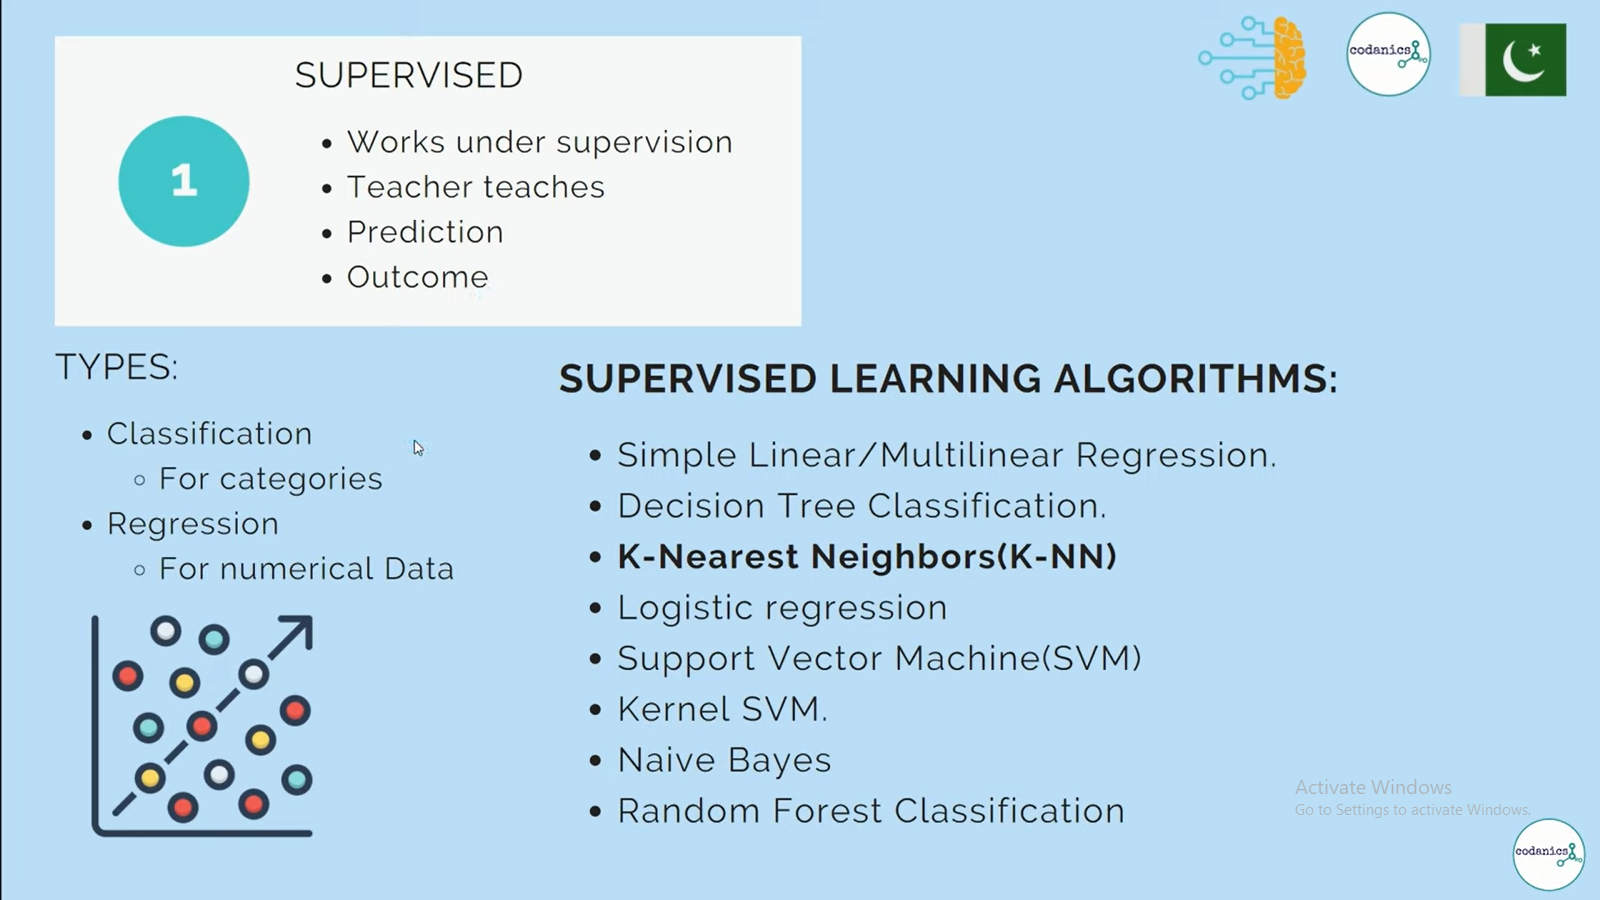 codanics
SUPERVISED
1
Works under supervision
Teacher teaches
Prediction
Outcome
TYPES:
Classification
For categories
Regression
For numerical Data
SUPERVISED LEARNING ALGORITHMS:
Simple Linear/Multilinear Regression.
Decision Tree Classification.
K-Nearest Neighbors(K-NN)
Logistic regression
Support Vector Machine(SVM)
Kernel SVM.
Naive Bayes
Random Forest Classification
Activate Windows
Go to Settings to activate Windows.
codanics